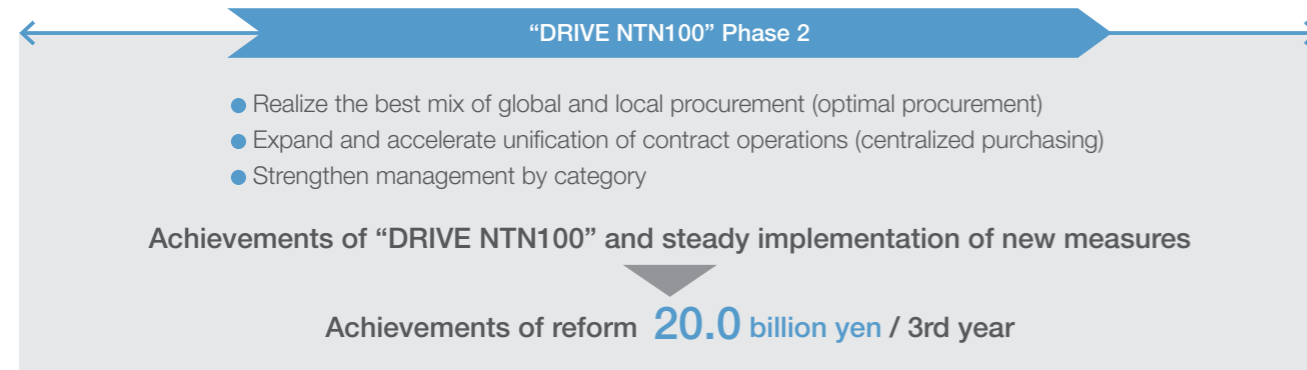 “DRIVE NTN100” Phase 2
● Realize the best mix of global and local procurement (optimal procurement)
● Expand and accelerate unification of contract operations (centralized purchasing)
● Strengthen management by category
Achievements of “DRIVE NTN100” and steady implementation of new measures
Achievements of reform 20.0 billion yen / 3rd year